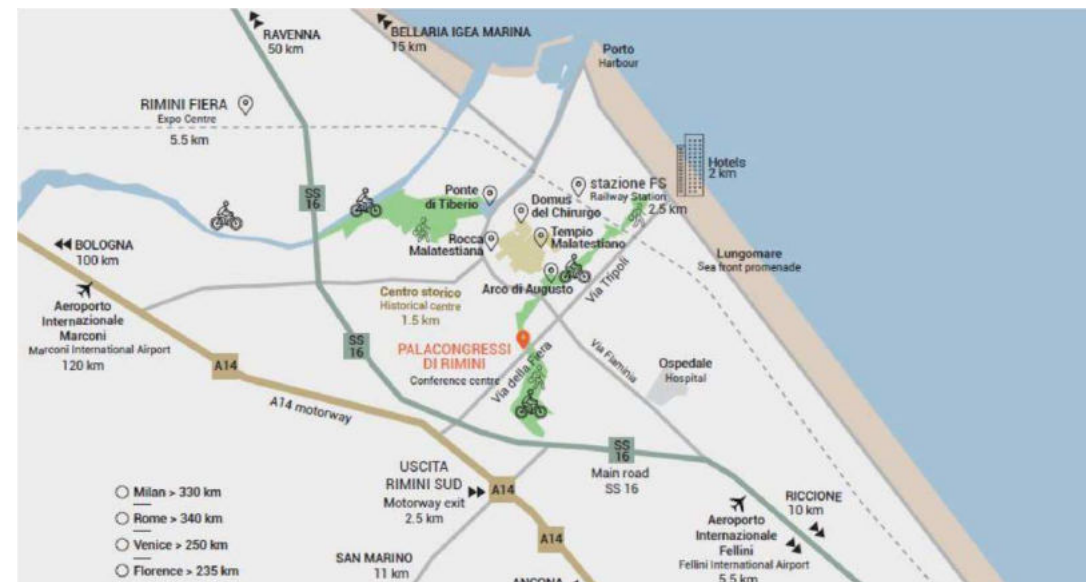 RAVENNA
50 km
BELLARIA IGEA MARINA
15 km
Porto
Harbour
RIMINI FIERA
Expo Centre
5.5 km
Hotels
2 km
SS
16
Ponte
di Tiberio
stazione FS
Railway Station
2.5 km
Domus
del Chirurgo
Rocca
Malatestiana
Tempio
Malatestiano
BOLOGNA
100 km
Lungomare
Sea front promenade
Arco di Augusto
Via Tripoli
Centro storico
Historical centre
1.5 km
Aeroporto
Internazionale
Marconi
Marconi International Airport
120 km
SS
16
PALACONGRESSI
DI RIMINI
Conference centre
Via della Fiera
Via Flaminia
Ospedale
Hospital
A14
A14 motorway
SS
16
Main road
SS 16
USCITA
RIMINI SUD
Motorway exit
2.5 km
A14
RICCIONE
10 km
Milan > 330 km
Rome > 340 km
Venice > 250 km
Florence > 235 km
Aeroporto
Internazionale
Fellini
Fellini International Airport
5.5 km
A14
SAN MARINO
11 km
ANCONA